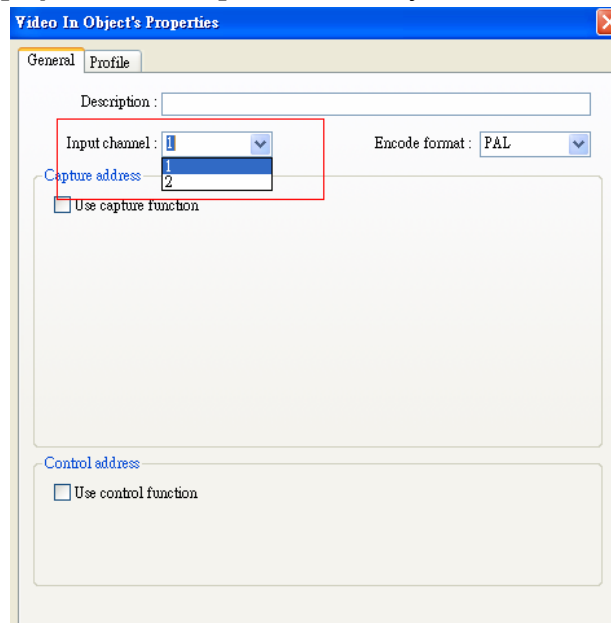 Video In Object's Properties
General Profile
Description :
Input channel : 1 Encode format : PAL
1
Capture address
2
Use capture function
Control address
Use control function